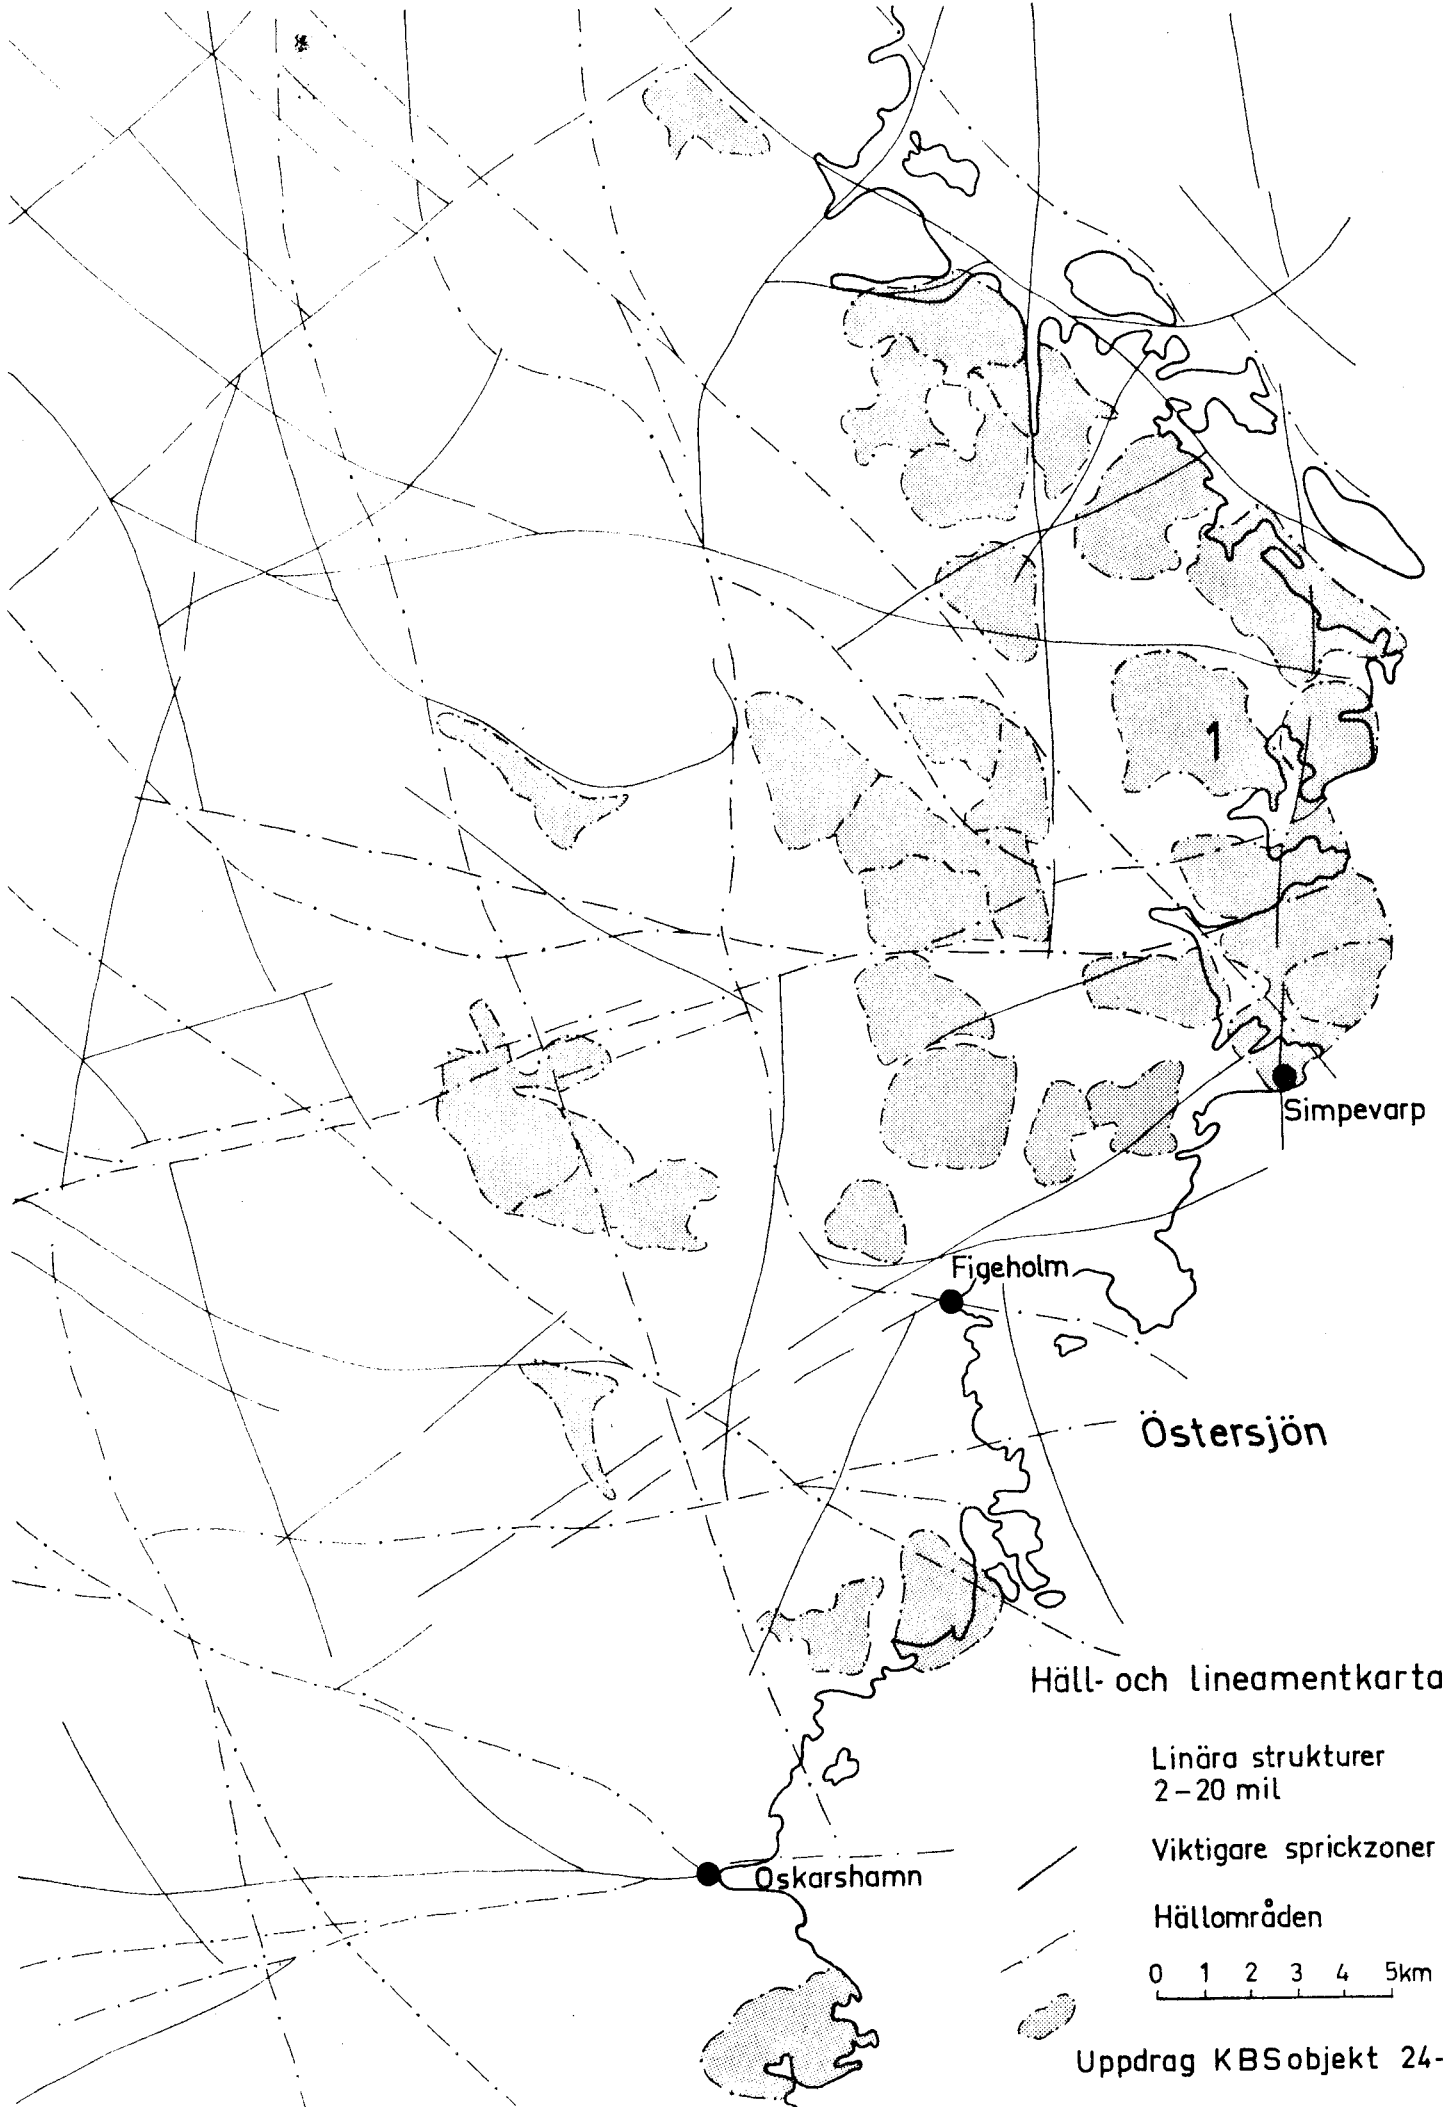 1
Simpevarp
Figeholm
Östersjön
Häll- och lineamentkarta
Linära strukturer
2–20 mil
Viktigare sprickzoner
Oskarshamn
Hällområden
0 1 2 3 4 5km
Uppdrag KBSobjekt 24-